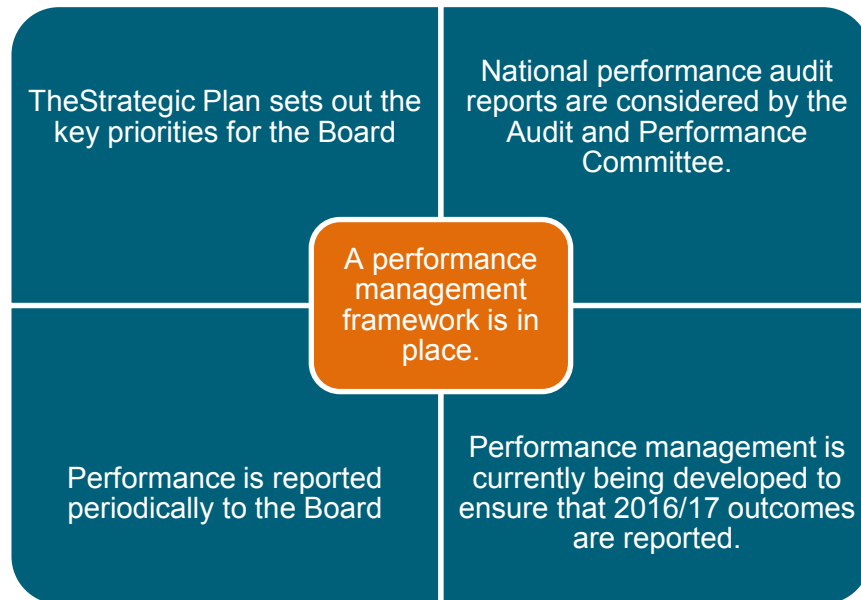 TheStrategic Plan sets out the
key priorities for the Board
National performance audit
reports are considered by the
Audit and Performance
Committee.
A performance
management
framework is in
place.
Performance is reported
periodically to the Board
Performance management is
currently being developed to
ensure that 2016/17 outcomes
are reported.